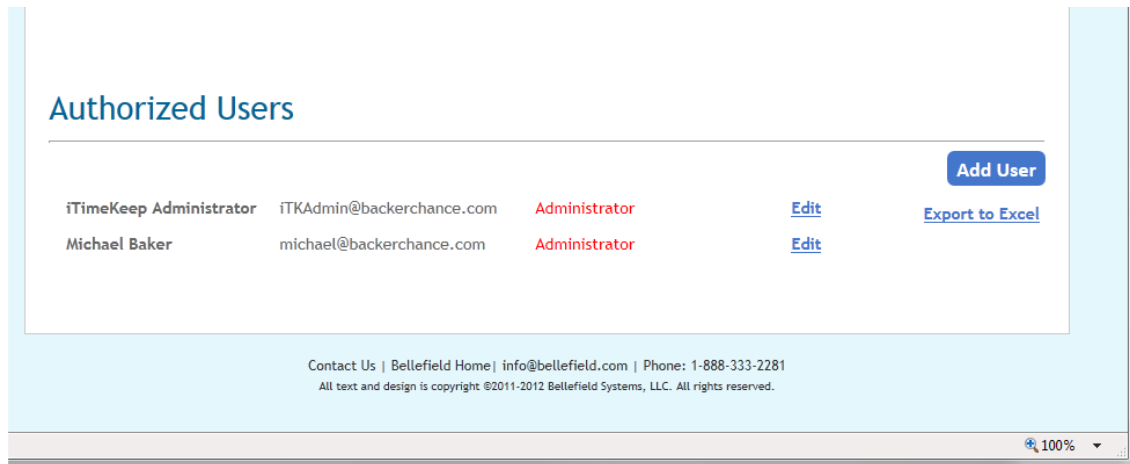 Authorized Users
Add User
iTimeKeep Administrator iTKAdmin@backerchance.com Administrator Edit Export to Excel
Michael Baker michael@backerchance.com Administrator Edit
Contact Us | Bellefield Home| info@bellefield.com | Phone: 1-888-333-2281
All text and design is copyright ©2011-2012 Bellefield Systems, LLC. All rights reserved.
100%